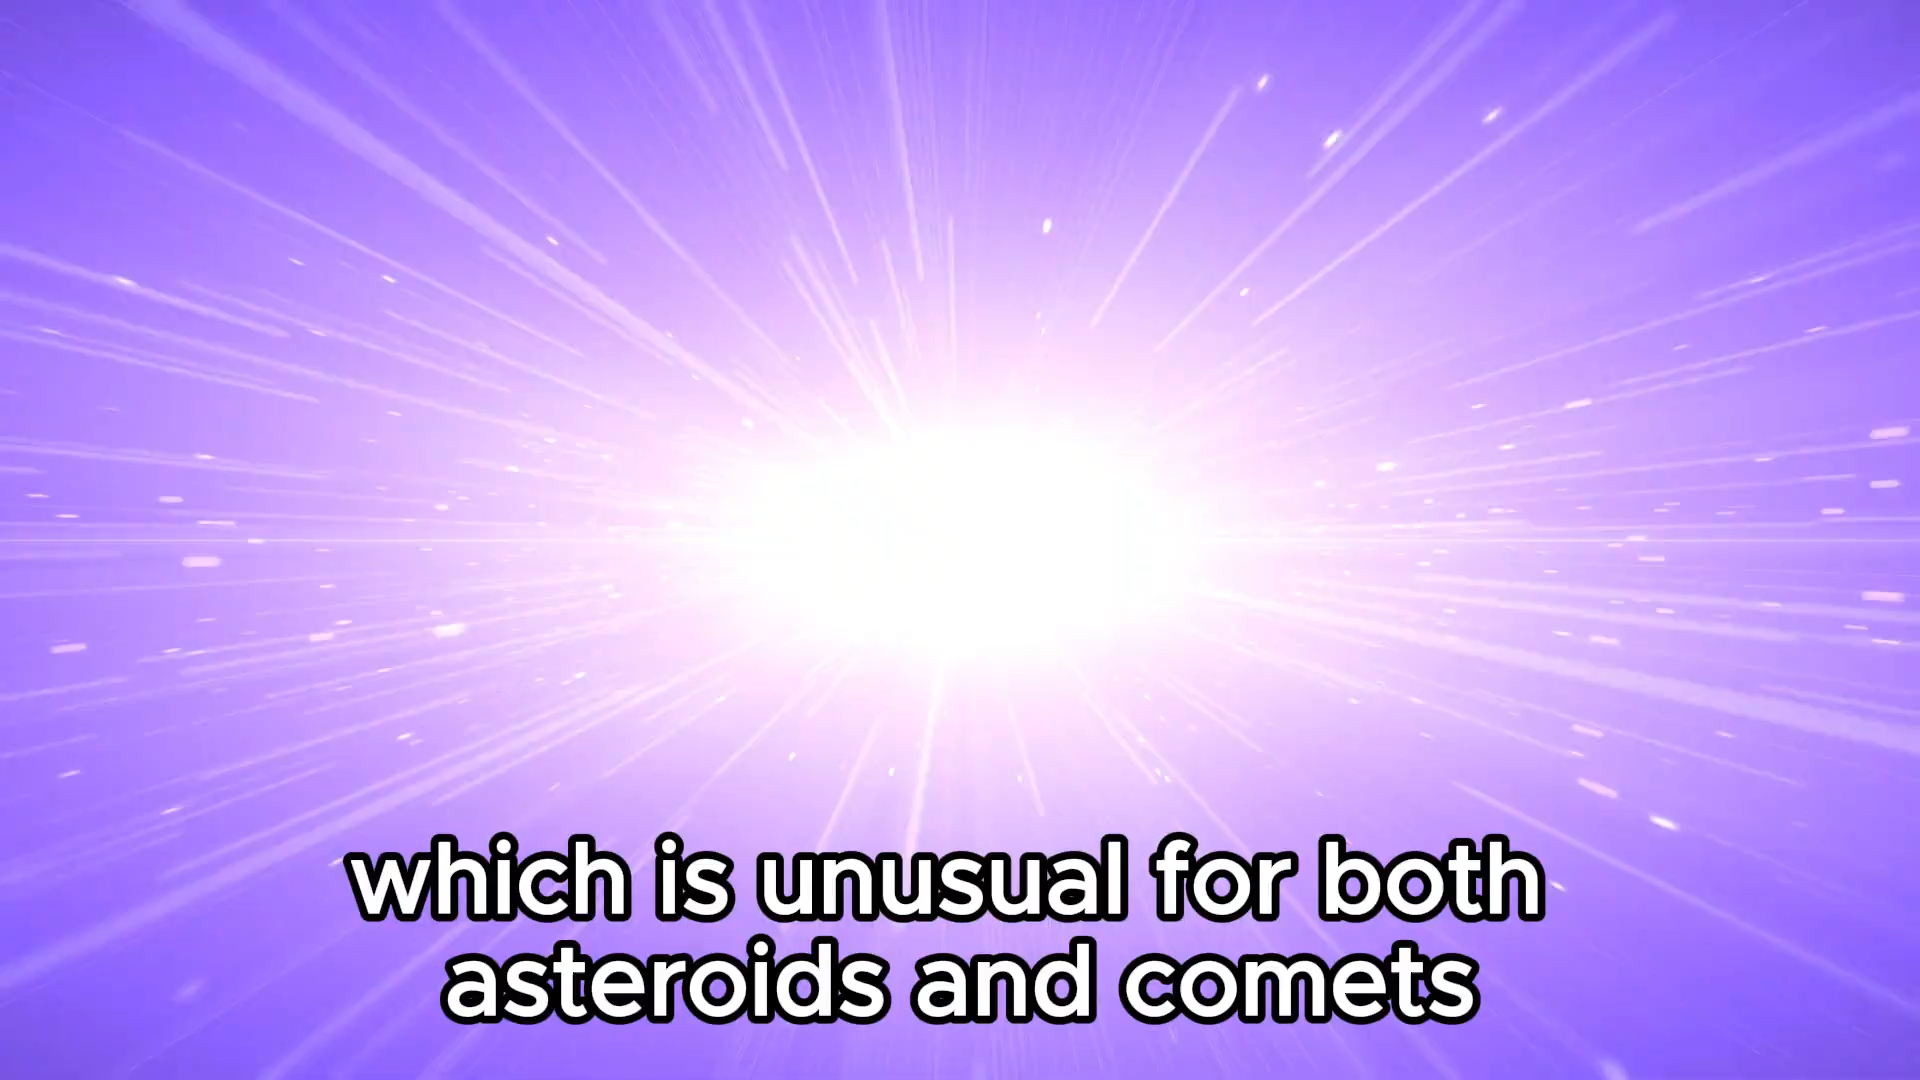 which is unusual for both
asteroids and comets